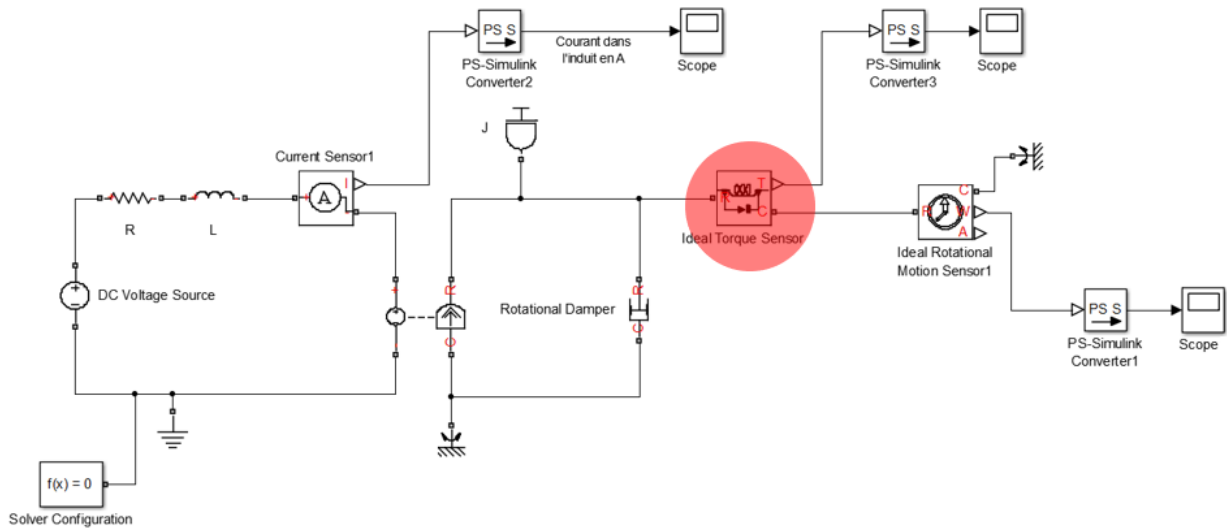 PS S
PS-Simulink
Converter2
Courant dans
l'induit en A
Scope
PS S
PS-Simulink
Converter3
Scope
J
Current Sensor1
I
+
A
-
R
L
T
R
C
Ideal Torque Sensor
C
R
W
A
Ideal Rotational
Motion Sensor1
DC Voltage Source
+
-
+
-
R
C
Rotational Damper
R
C
PS S
PS-Simulink
Converter1
Scope
f(x) = 0
Solver Configuration